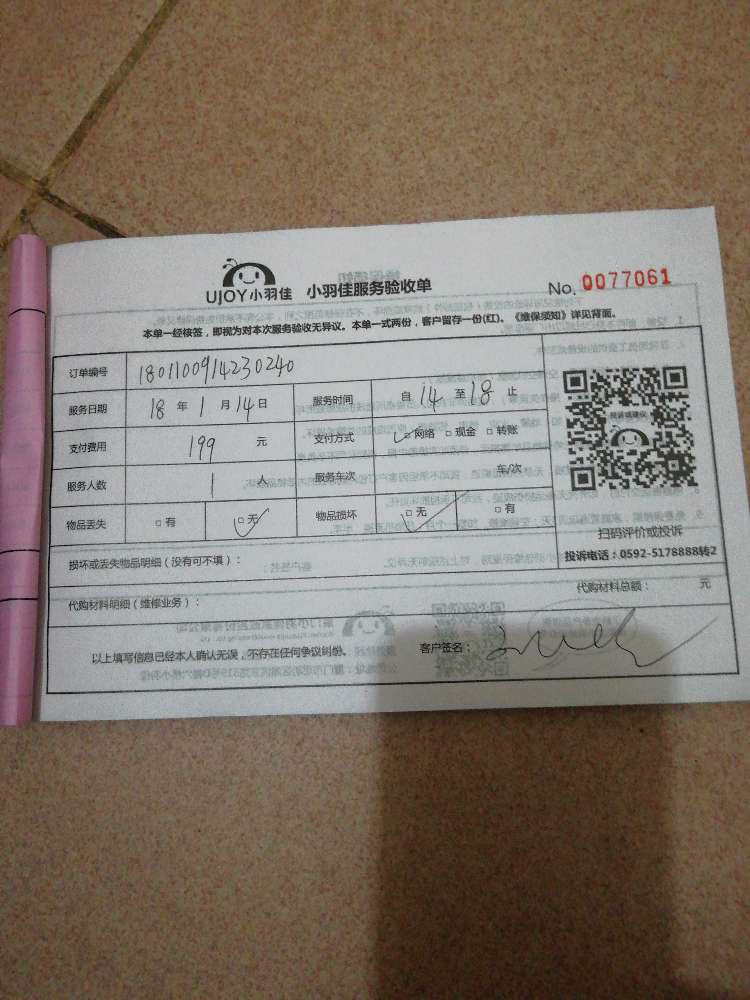 UJOY小羽佳 小羽佳服务验收单 No. 0077061
本单一经核签，即视为对本次服务验收无异议。本单一式两份，客户留存一份(红)。《维保须知》详见背面。
订单编号 1801100914230240
服务日期 18 年 1 月 14 日 服务时间 自 14 至 18 止
支付费用 199 元 支付方式 □网络 □现金 □转账
服务人数 1 人 服务车次 车/次
物品丢失 □有 □无 物品损坏 □无 □有
投诉或建议
扫码评价或投诉
投诉电话：0592-5178888转2
损坏或丢失物品明细（没有可不填）：
代购材料明细（维修业务）： 代购材料总额： 元
以上填写信息已经本人确认无误，不存在任何争议纠纷。 客户签名：